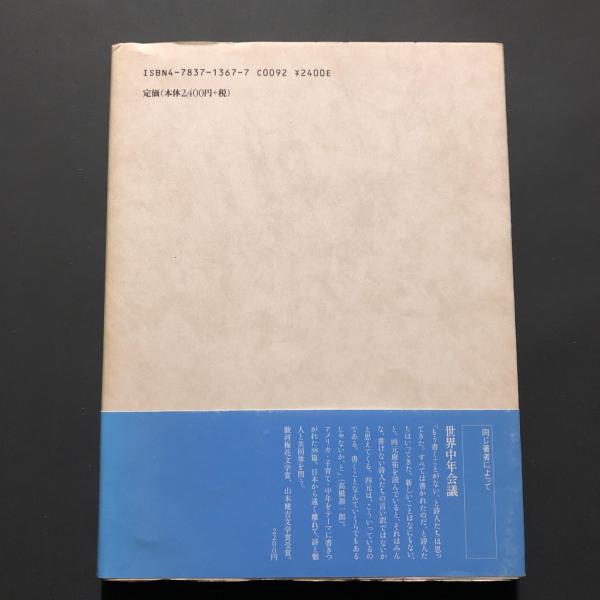 ISBN4-7837-1367-7 C0092 ¥2400E
定価(本体2,400円+税)
同じ著者によって
世界中年会議
「もう書くことがない、と詩人たちは思っ
てきた。すべては書かれたのだ、と詩人た
ちはいってきた。新しいことはなにもない、
と。四元康祐を読んでいると、それはみん
な、書けない詩人たちの言い訳ではないか
と思えてくる。四元は、こういっているの
である。書くことなんていくらでもある
じゃないか、と」(高橋源一郎)。
アメリカ・子育て・中年をテーマに書きつ
がれた38篇。日本から遠く離れて、詩と個
人と共同体を問う。
駿河梅花文学賞、山本健吉文学賞受賞。
2200円